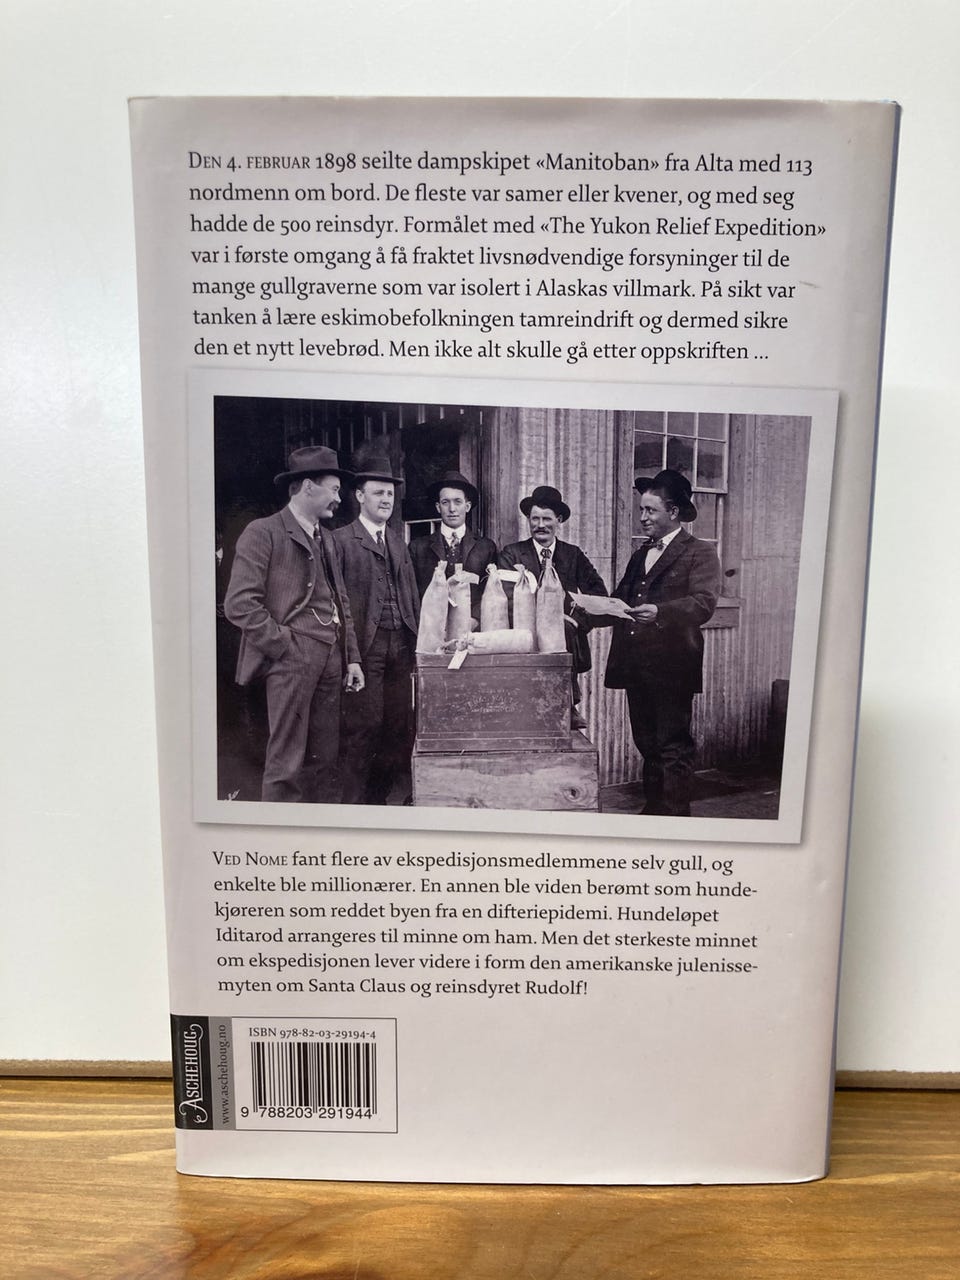 DEN 4. FEBRUAR 1898 seilte dampskipet «Manitoban» fra Alta med 113
nordmenn om bord. De fleste var samer eller kvener, og med seg
hadde de 500 reinsdyr. Formålet med «The Yukon Relief Expedition»
var i første omgang å få fraktet livsnødvendige forsyninger til de
mange gullgraverne som var isolert i Alaskas villmark. På sikt var
tanken å lære eskimobefolkningen tamreindrift og dermed sikre
den et nytt levebrød. Men ikke alt skulle gå etter oppskriften ...
VED NOME fant flere av ekspedisjonsmedlemmene selv gull, og
enkelte ble millionærer. En annen ble viden berømt som hunde-
kjøreren som reddet byen fra en difteriepidemi. Hundeløpet
Iditarod arrangeres til minne om ham. Men det sterkeste minnet
om ekspedisjonen lever videre i form den amerikanske julenisse-
myten om Santa Claus og reinsdyret Rudolf!
ASCHEHOUG
www.aschehoug.no
ISBN 978-82-03-29194-4
9 788203 291944